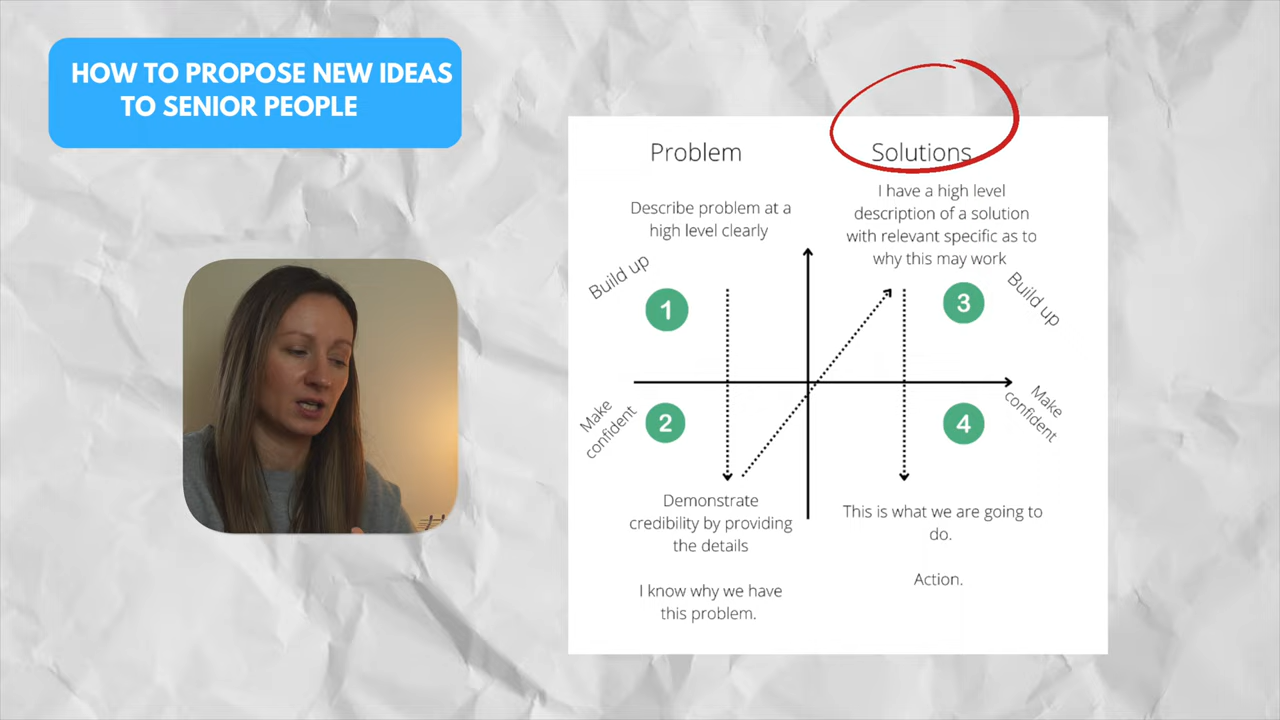 HOW TO PROPOSE NEW IDEAS
TO SENIOR PEOPLE
Problem
Describe problem at a
high level clearly
Build up
1
Make
confident
2
Demonstrate
credibility by providing
the details
I know why we have
this problem.
Solutions
I have a high level
description of a solution
with relevant specific as to
why this may work
Build up
3
Make
confident
4
This is what we are going to
do.
Action.